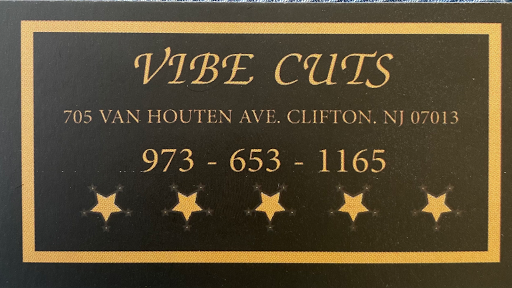 VIBE CUTS
705 VAN HOUTEN AVE. CLIFTON. NJ 07013
973 - 653 - 1165